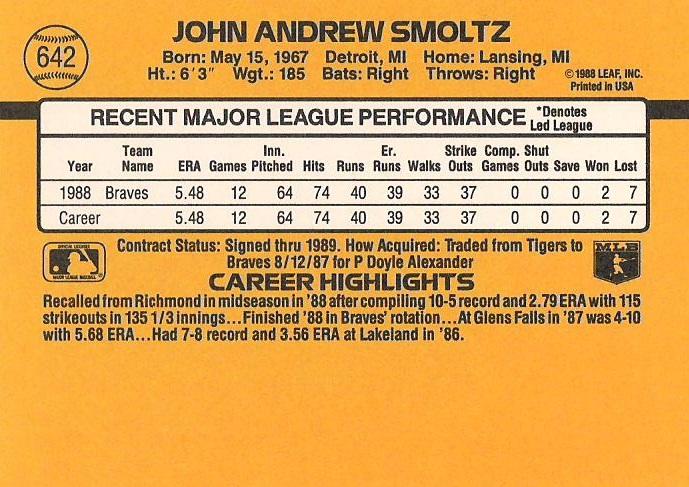 642
JOHN ANDREW SMOLTZ
Born: May 15, 1967 Detroit, MI Home: Lansing, MI
Ht.: 6'3" Wgt.: 185 Bats: Right Throws: Right
©1988 LEAF, INC.
Printed in USA
RECENT MAJOR LEAGUE PERFORMANCE
*Denotes
Led League
Team Inn. Er. Strike Comp. Shut
Year Name ERA Games Pitched Hits Runs Runs Walks Outs Games Outs Save Won Lost
1988 Braves 5.48 12 64 74 40 39 33 37 0 0 0 2 7
Career 5.48 12 64 74 40 39 33 37 0 0 0 2 7
OFFICIAL LICENSEE
MAJOR LEAGUE BASEBALL
Contract Status: Signed thru 1989. How Acquired: Traded from Tigers to
Braves 8/12/87 for P Doyle Alexander
MLB
CAREER HIGHLIGHTS
Recalled from Richmond in midseason in '88 after compiling 10-5 record and 2.79 ERA with 115
strikeouts in 135 1/3 innings...Finished '88 in Braves' rotation...At Glens Falls in '87 was 4-10
with 5.68 ERA...Had 7-8 record and 3.56 ERA at Lakeland in '86.